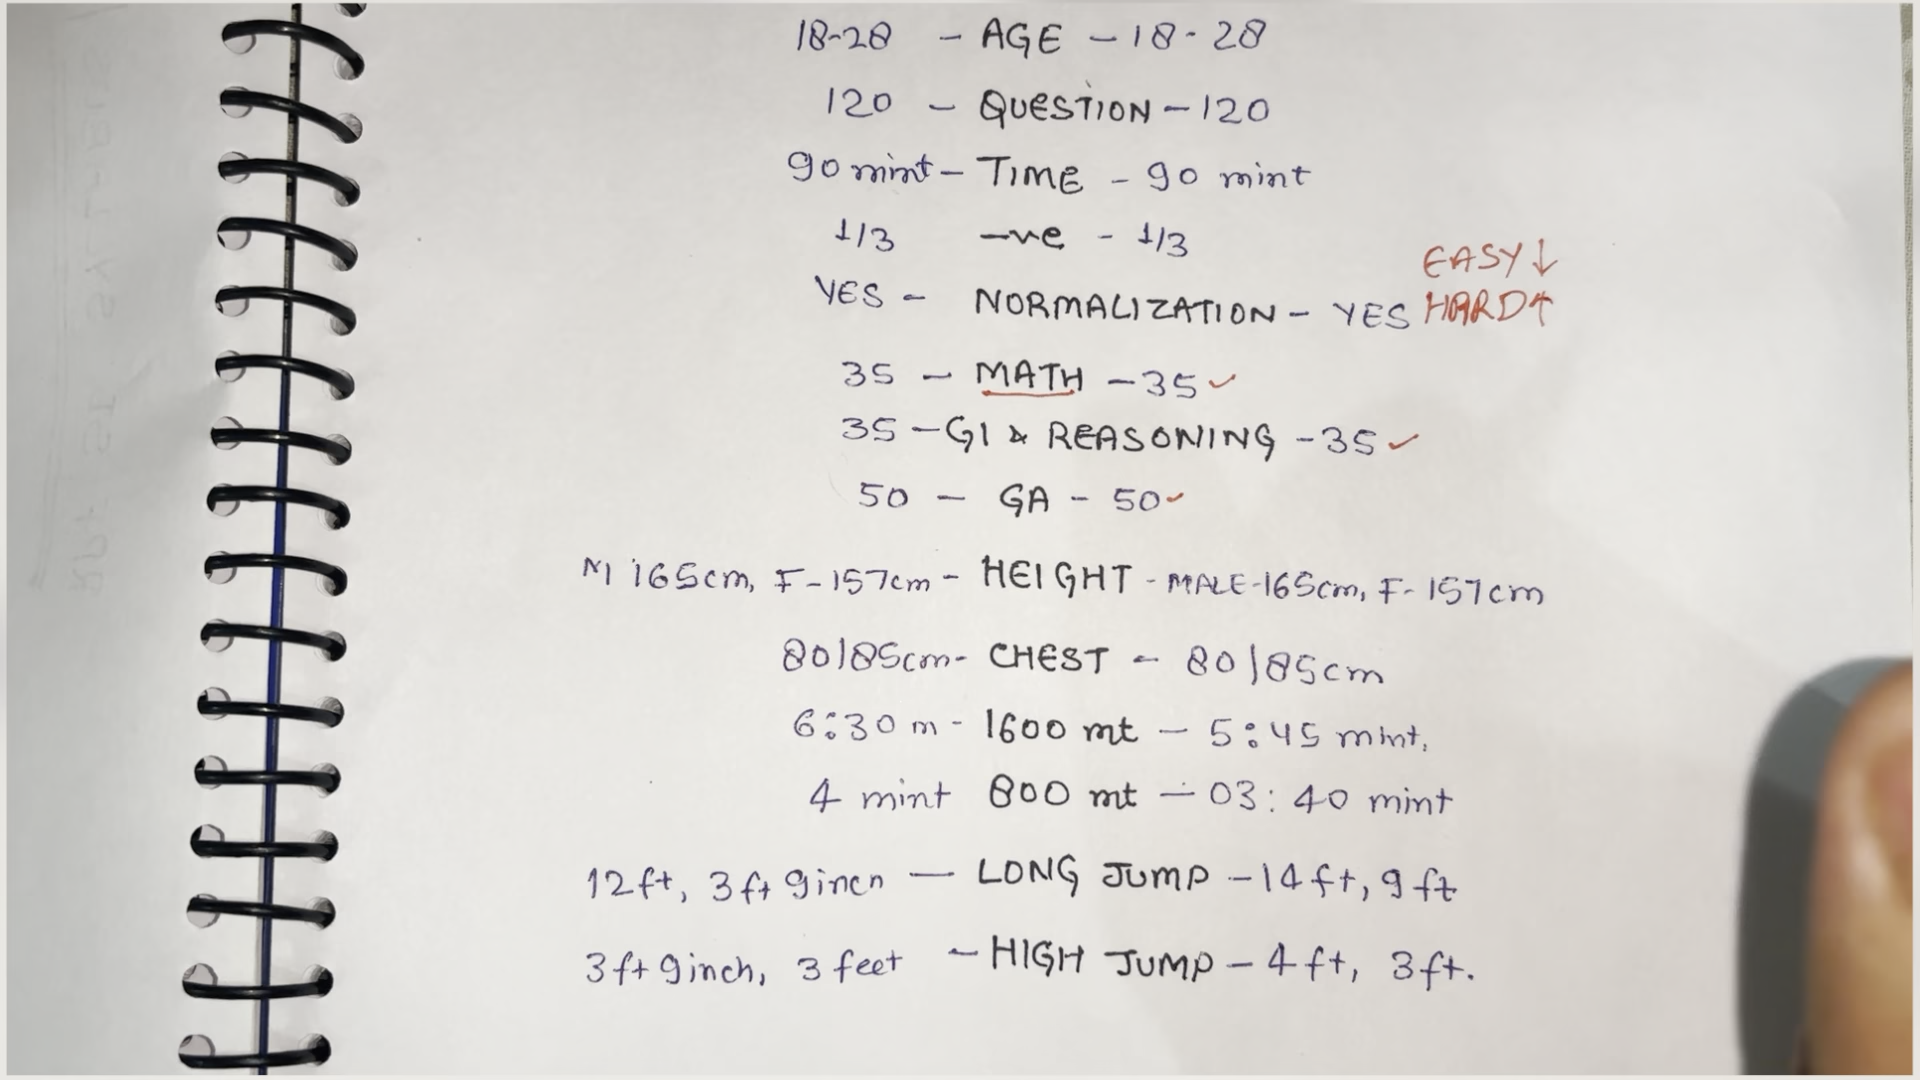 18-28 - AGE - 18-28
120 - QUESTION - 120
90 mint - TIME - 90 mint
1/3 -ve - 1/3
EASY ↓
YES - NORMALIZATION - YES HARD ↑
35 - MATH - 35 ✓
35 - GI & REASONING - 35 ✓
50 - GA - 50 ✓
M 165cm, F-157cm - HEIGHT - MALE-165cm, F-157cm
80|85cm - CHEST - 80|85cm
6:30 m - 1600 mt - 5:45 mint.
4 mint 800 mt - 03:40 mint
12ft, 3ft 9inch - LONG JUMP - 14ft, 9ft
3ft 9inch, 3 feet - HIGH JUMP - 4ft, 3ft.